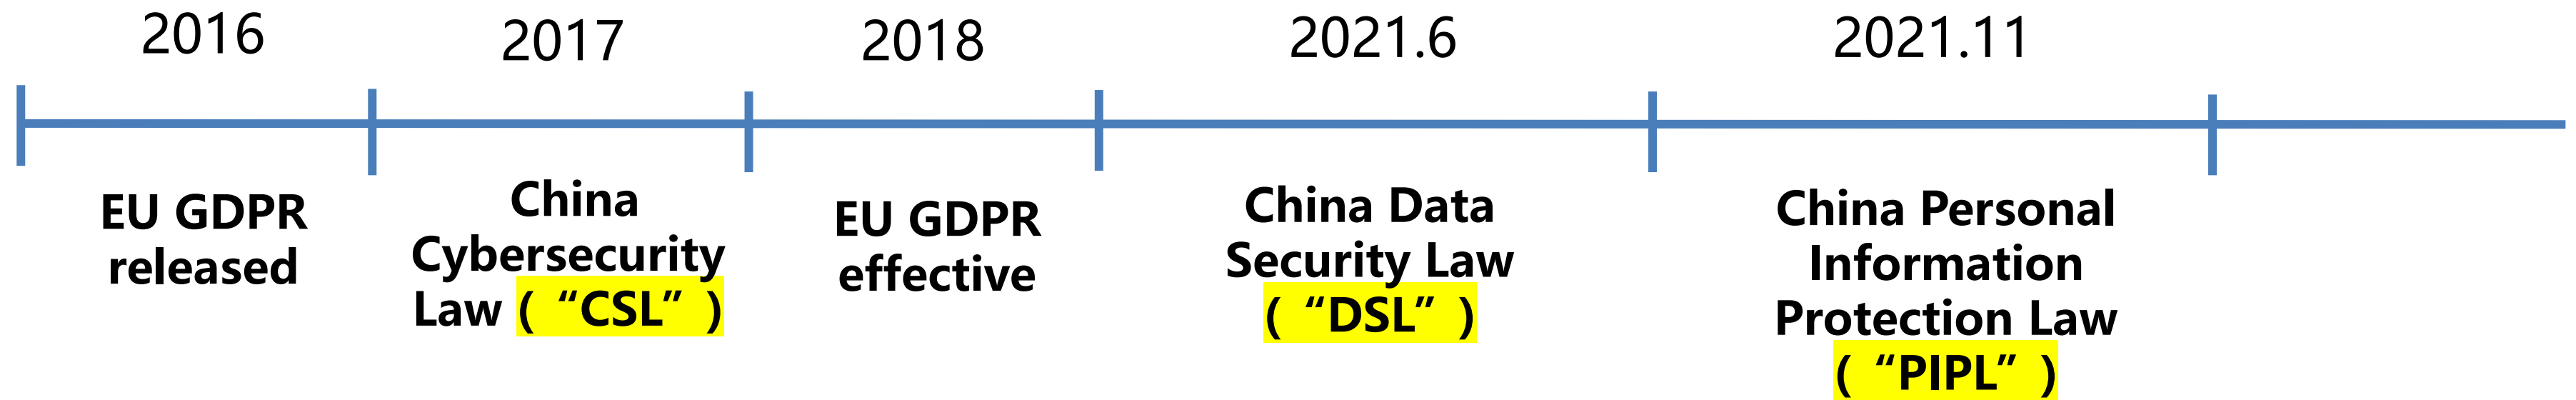 2016
EU GDPR
released
2017
China
Cybersecurity
Law ( “CSL” )
2018
EU GDPR
effective
2021.6
China Data
Security Law
( “DSL” )
2021.11
China Personal
Information
Protection Law
( “PIPL” )